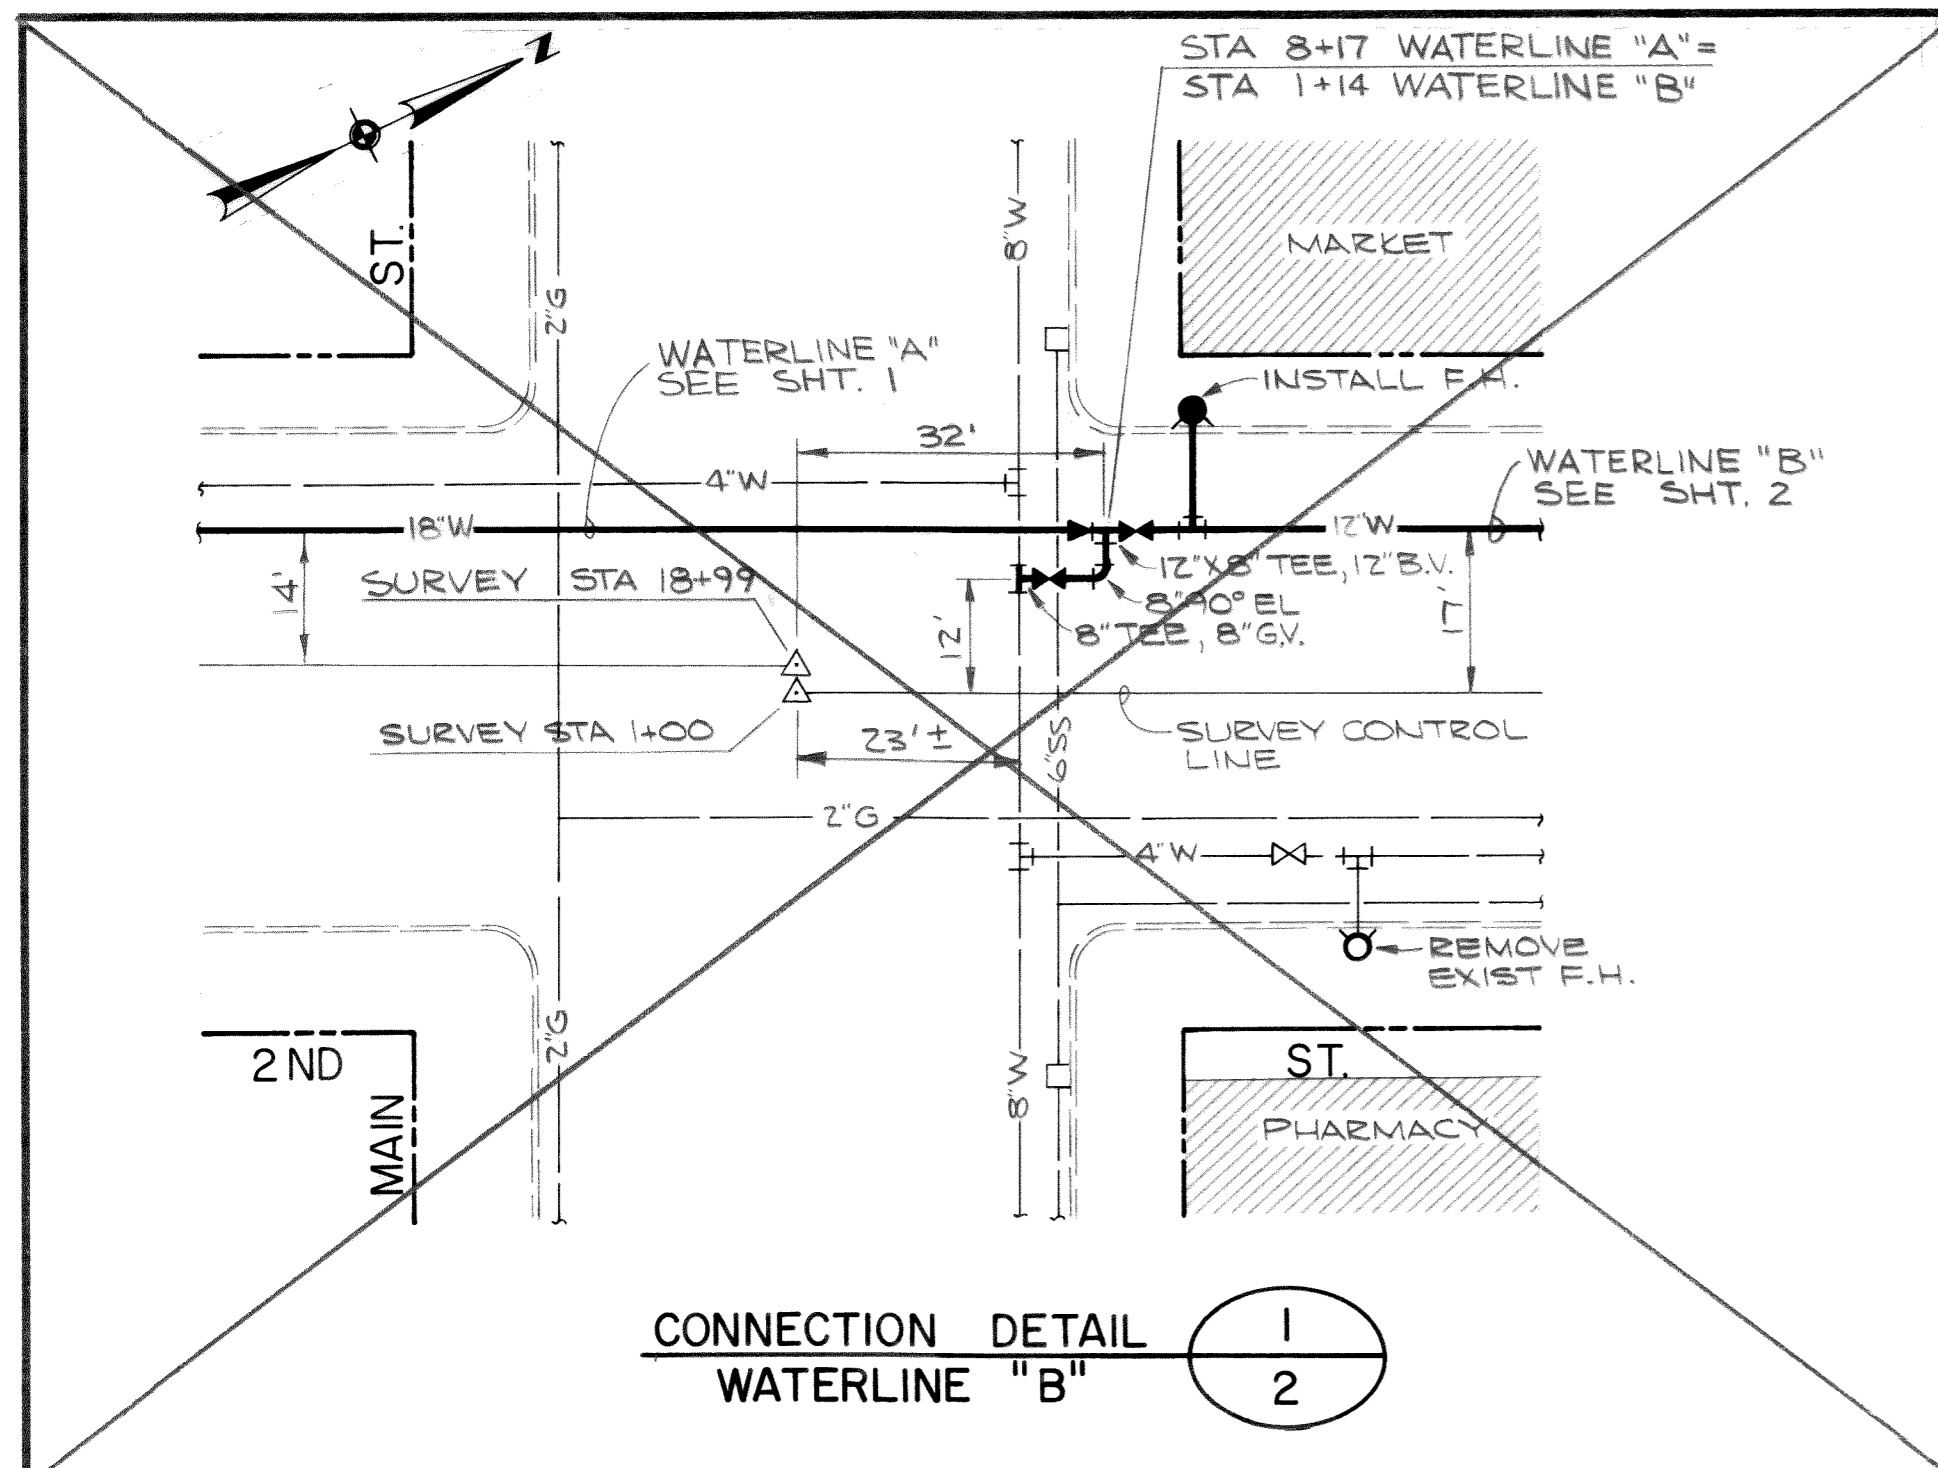 N
STA 8+17 WATERLINE "A"=
STA 1+14 WATERLINE "B"
ST.
2"G
8"W
MARKET
WATERLINE "A"
SEE SHT. 1
INSTALL F.H.
32'
4"W
WATERLINE "B"
SEE SHT. 2
18"W
12"W
14'
SURVEY STA 18+99
12"X8" TEE, 12"B.V.
8"90° EL
8" TEE, 8" G.V.
12'
17'
SURVEY STA 1+00
23'±
6"SS
SURVEY CONTROL
LINE
2"G
4"W
REMOVE
EXIST F.H.
2"G
8"W
2ND
ST.
MAIN
PHARMACY
CONNECTION DETAIL
WATERLINE "B"
1
2